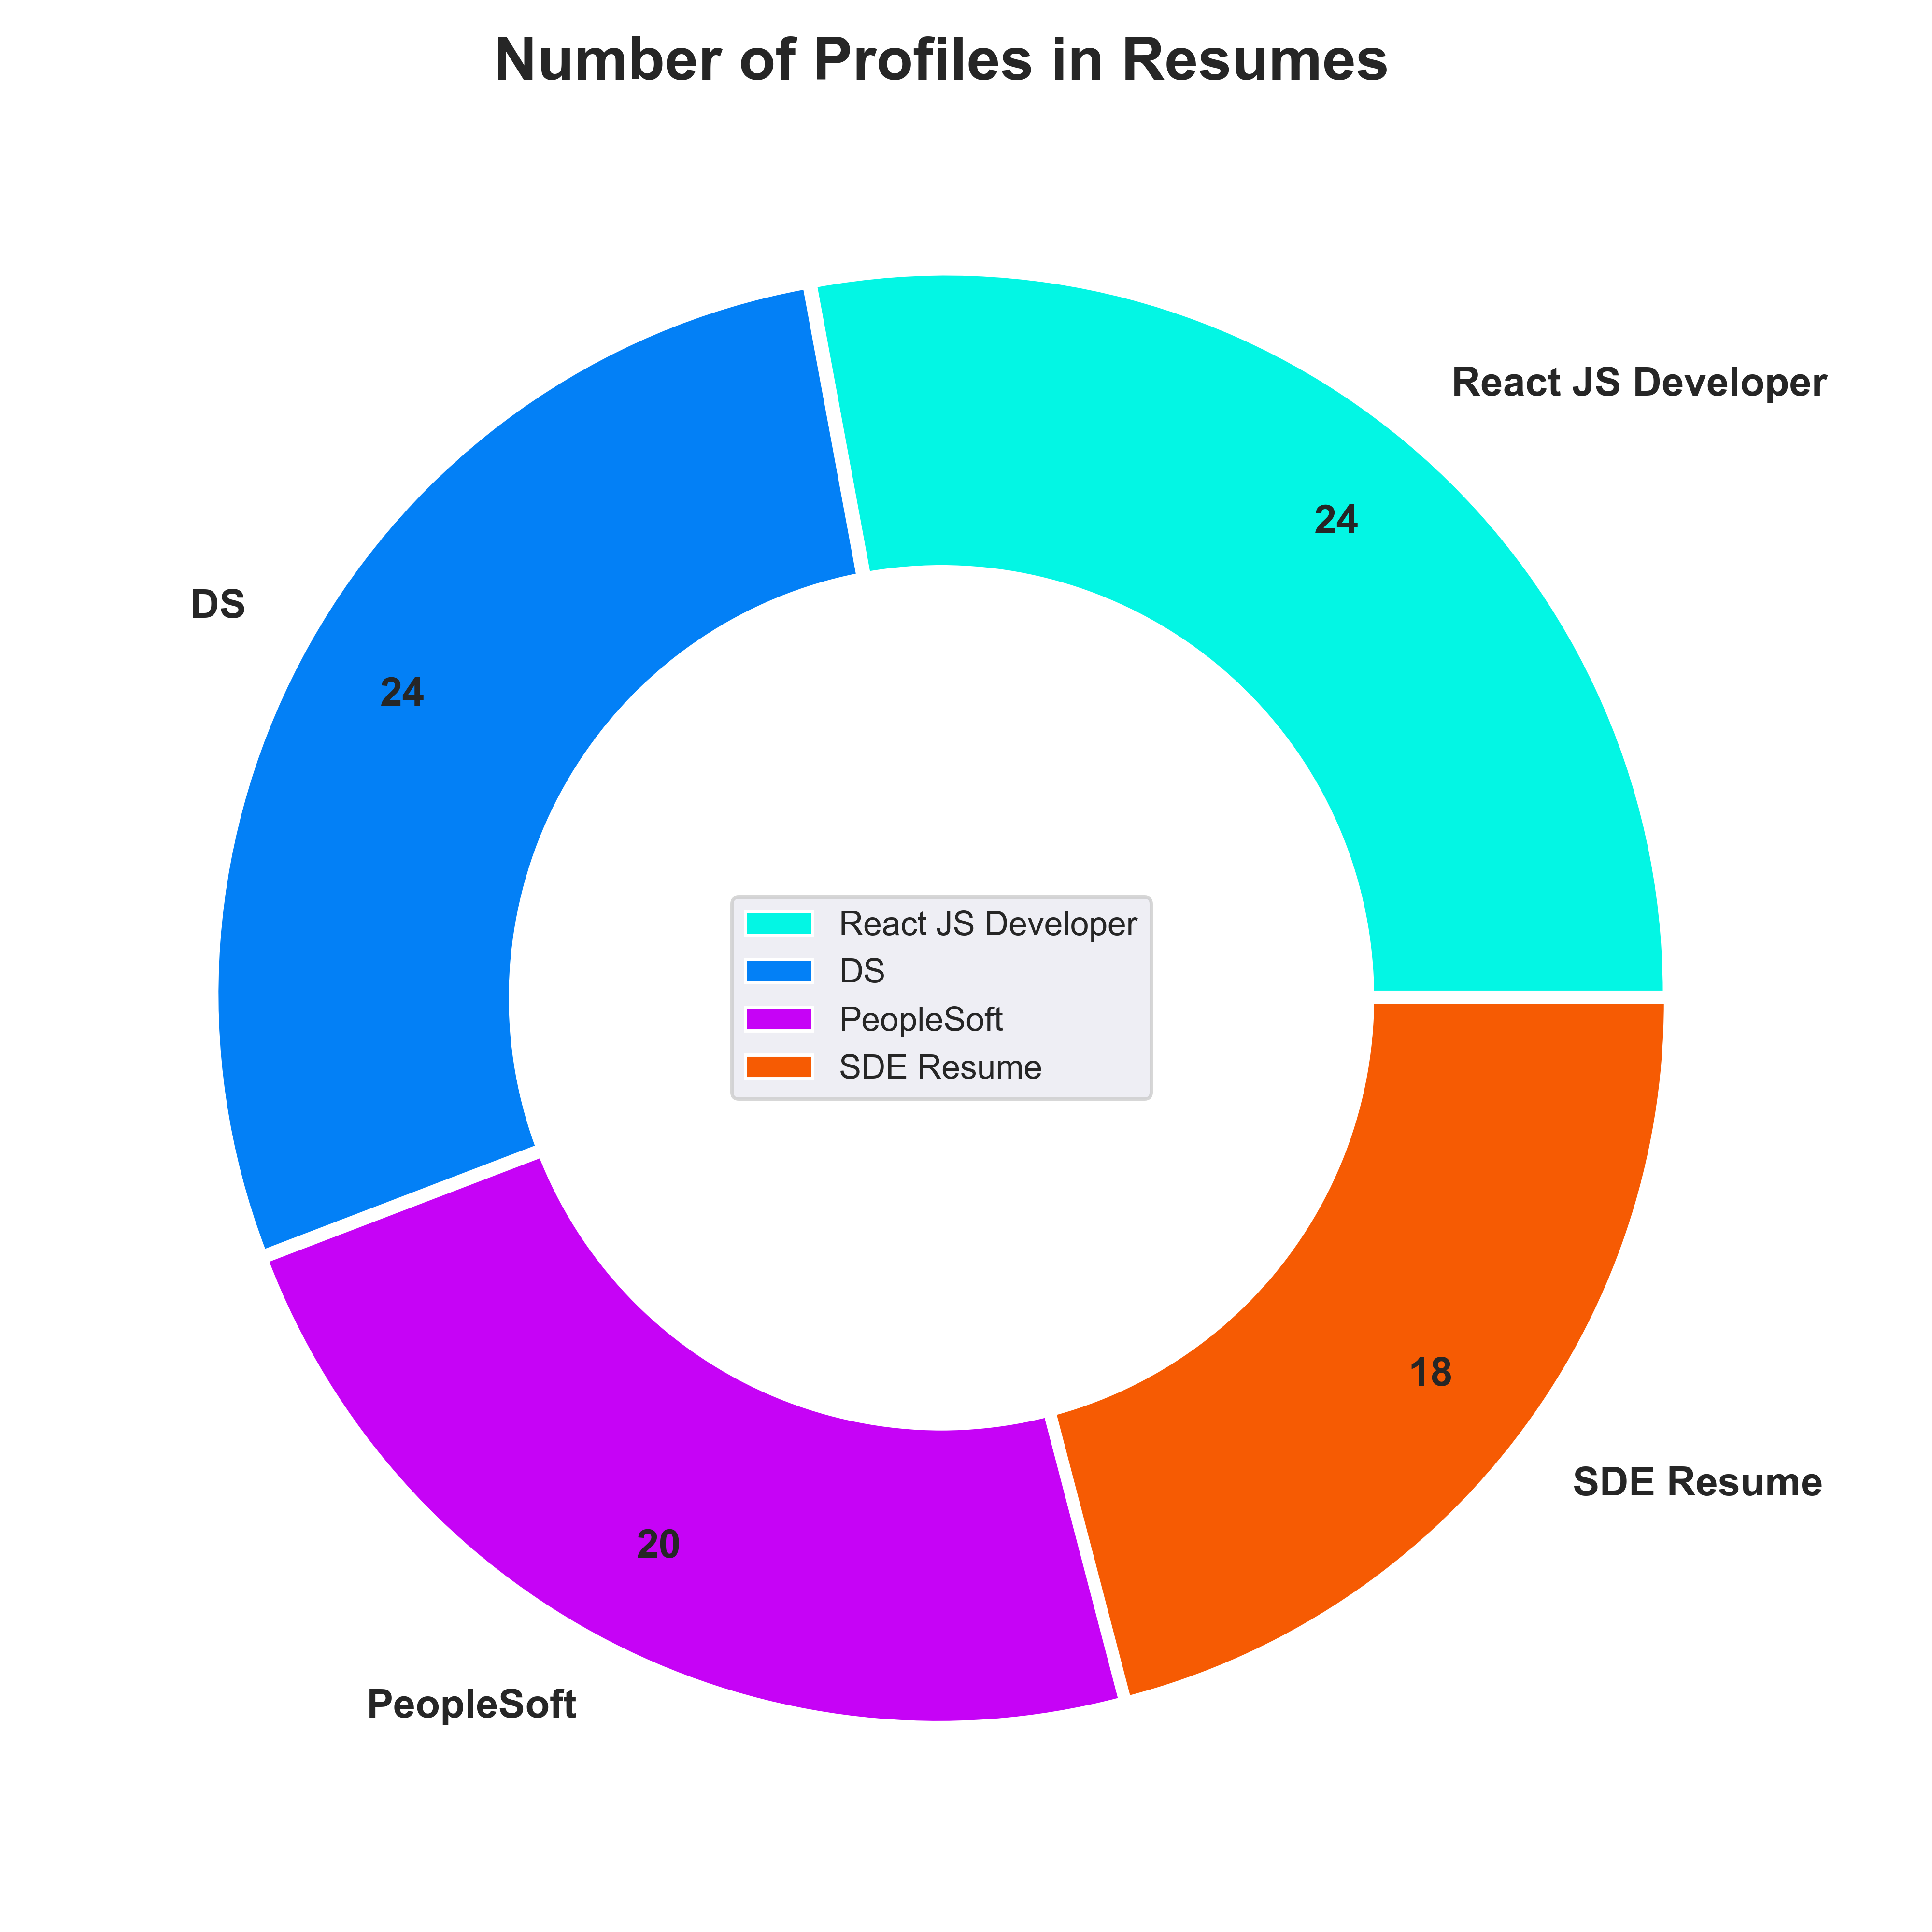 Number of Profiles in Resumes
React JS Developer
24
DS
24
React JS Developer
DS
PeopleSoft
SDE Resume
18
SDE Resume
20
PeopleSoft